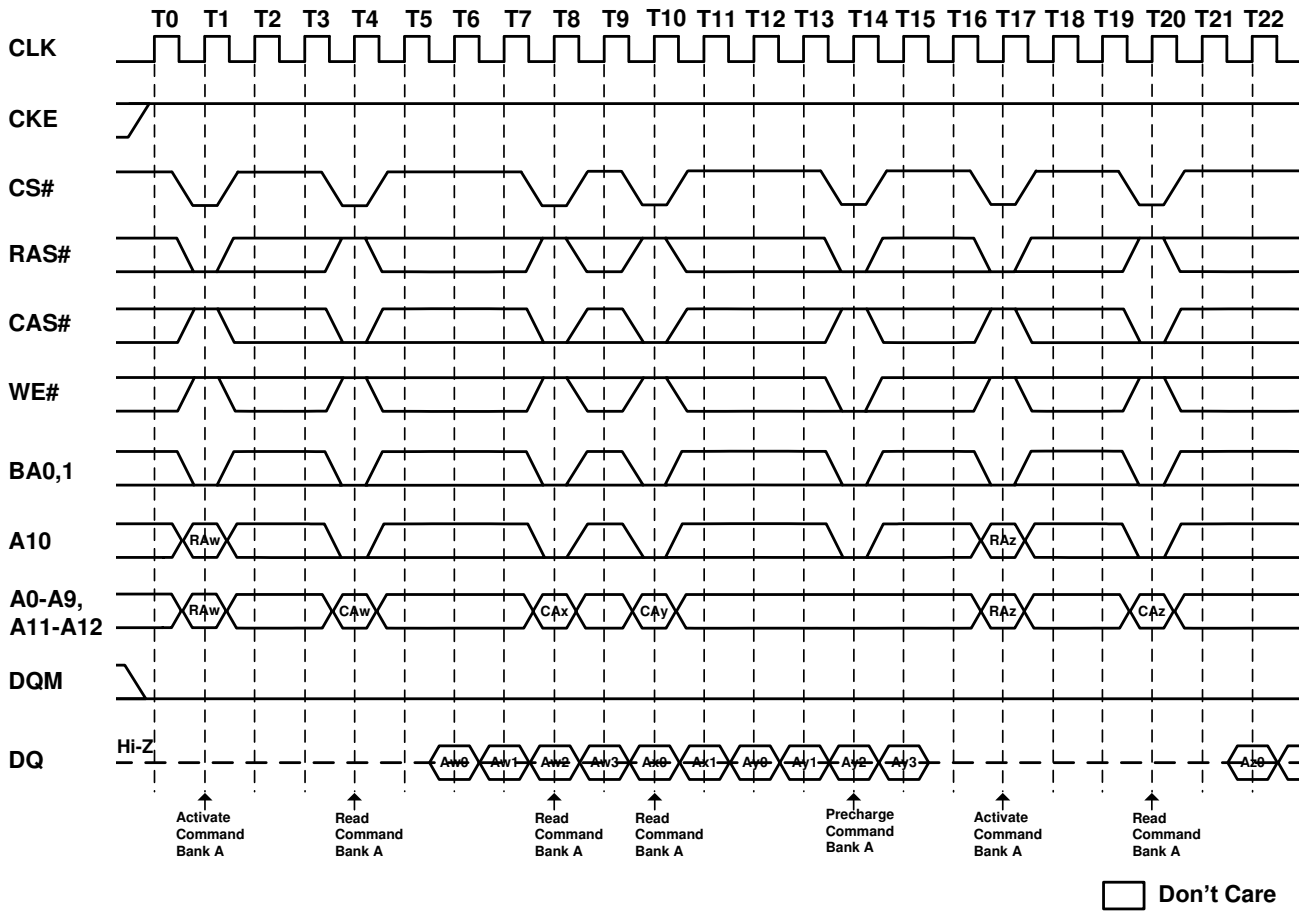 T0 T1 T2 T3 T4 T5 T6 T7 T8 T9 T10 T11 T12 T13 T14 T15 T16 T17 T18 T19 T20 T21 T22
CLK
CKE
CS#
RAS#
CAS#
WE#
BA0,1
A10 RAw RAz
A0-A9,
A11-A12 RAw CAw CAx CAy RAz CAz
DQM
Hi-Z
DQ Aw0 Aw1 Aw2 Aw3 Ax0 Ax1 Ay0 Ay1 Ay2 Ay3 Az0
Activate
Command
Bank A
Read
Command
Bank A
Read
Command
Bank A
Read
Command
Bank A
Precharge
Command
Bank A
Activate
Command
Bank A
Read
Command
Bank A
Don't Care